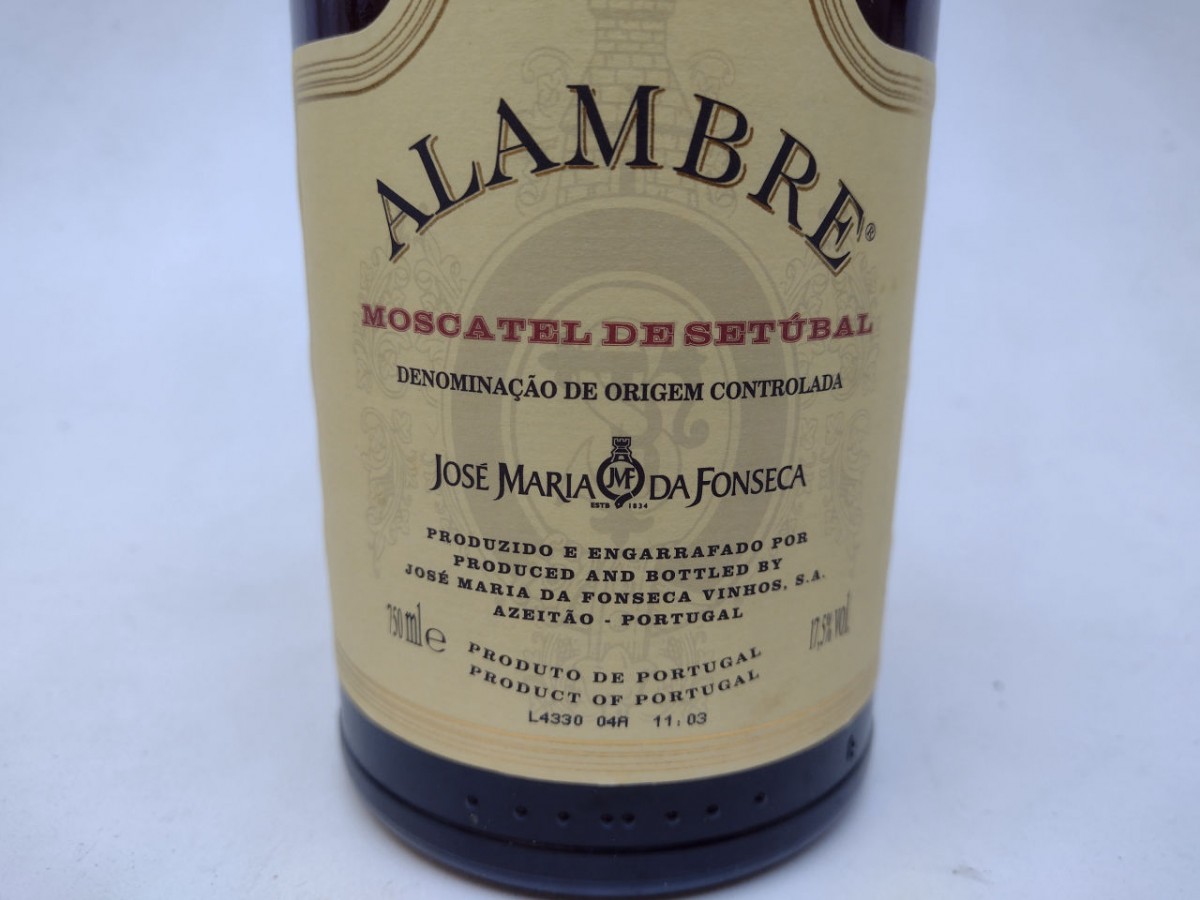 ALAMBRE®
MOSCATEL DE SETÚBAL
DENOMINAÇÃO DE ORIGEM CONTROLADA
JOSÉ MARIA JMF DA FONSECA
ESTB 1834
PRODUZIDO E ENGARRAFADO POR
PRODUCED AND BOTTLED BY
JOSÉ MARIA DA FONSECA VINHOS, S.A.
AZEITÃO - PORTUGAL
750 ml e
17,5% vol.
PRODUTO DE PORTUGAL
PRODUCT OF PORTUGAL
L4330 04A 11:03